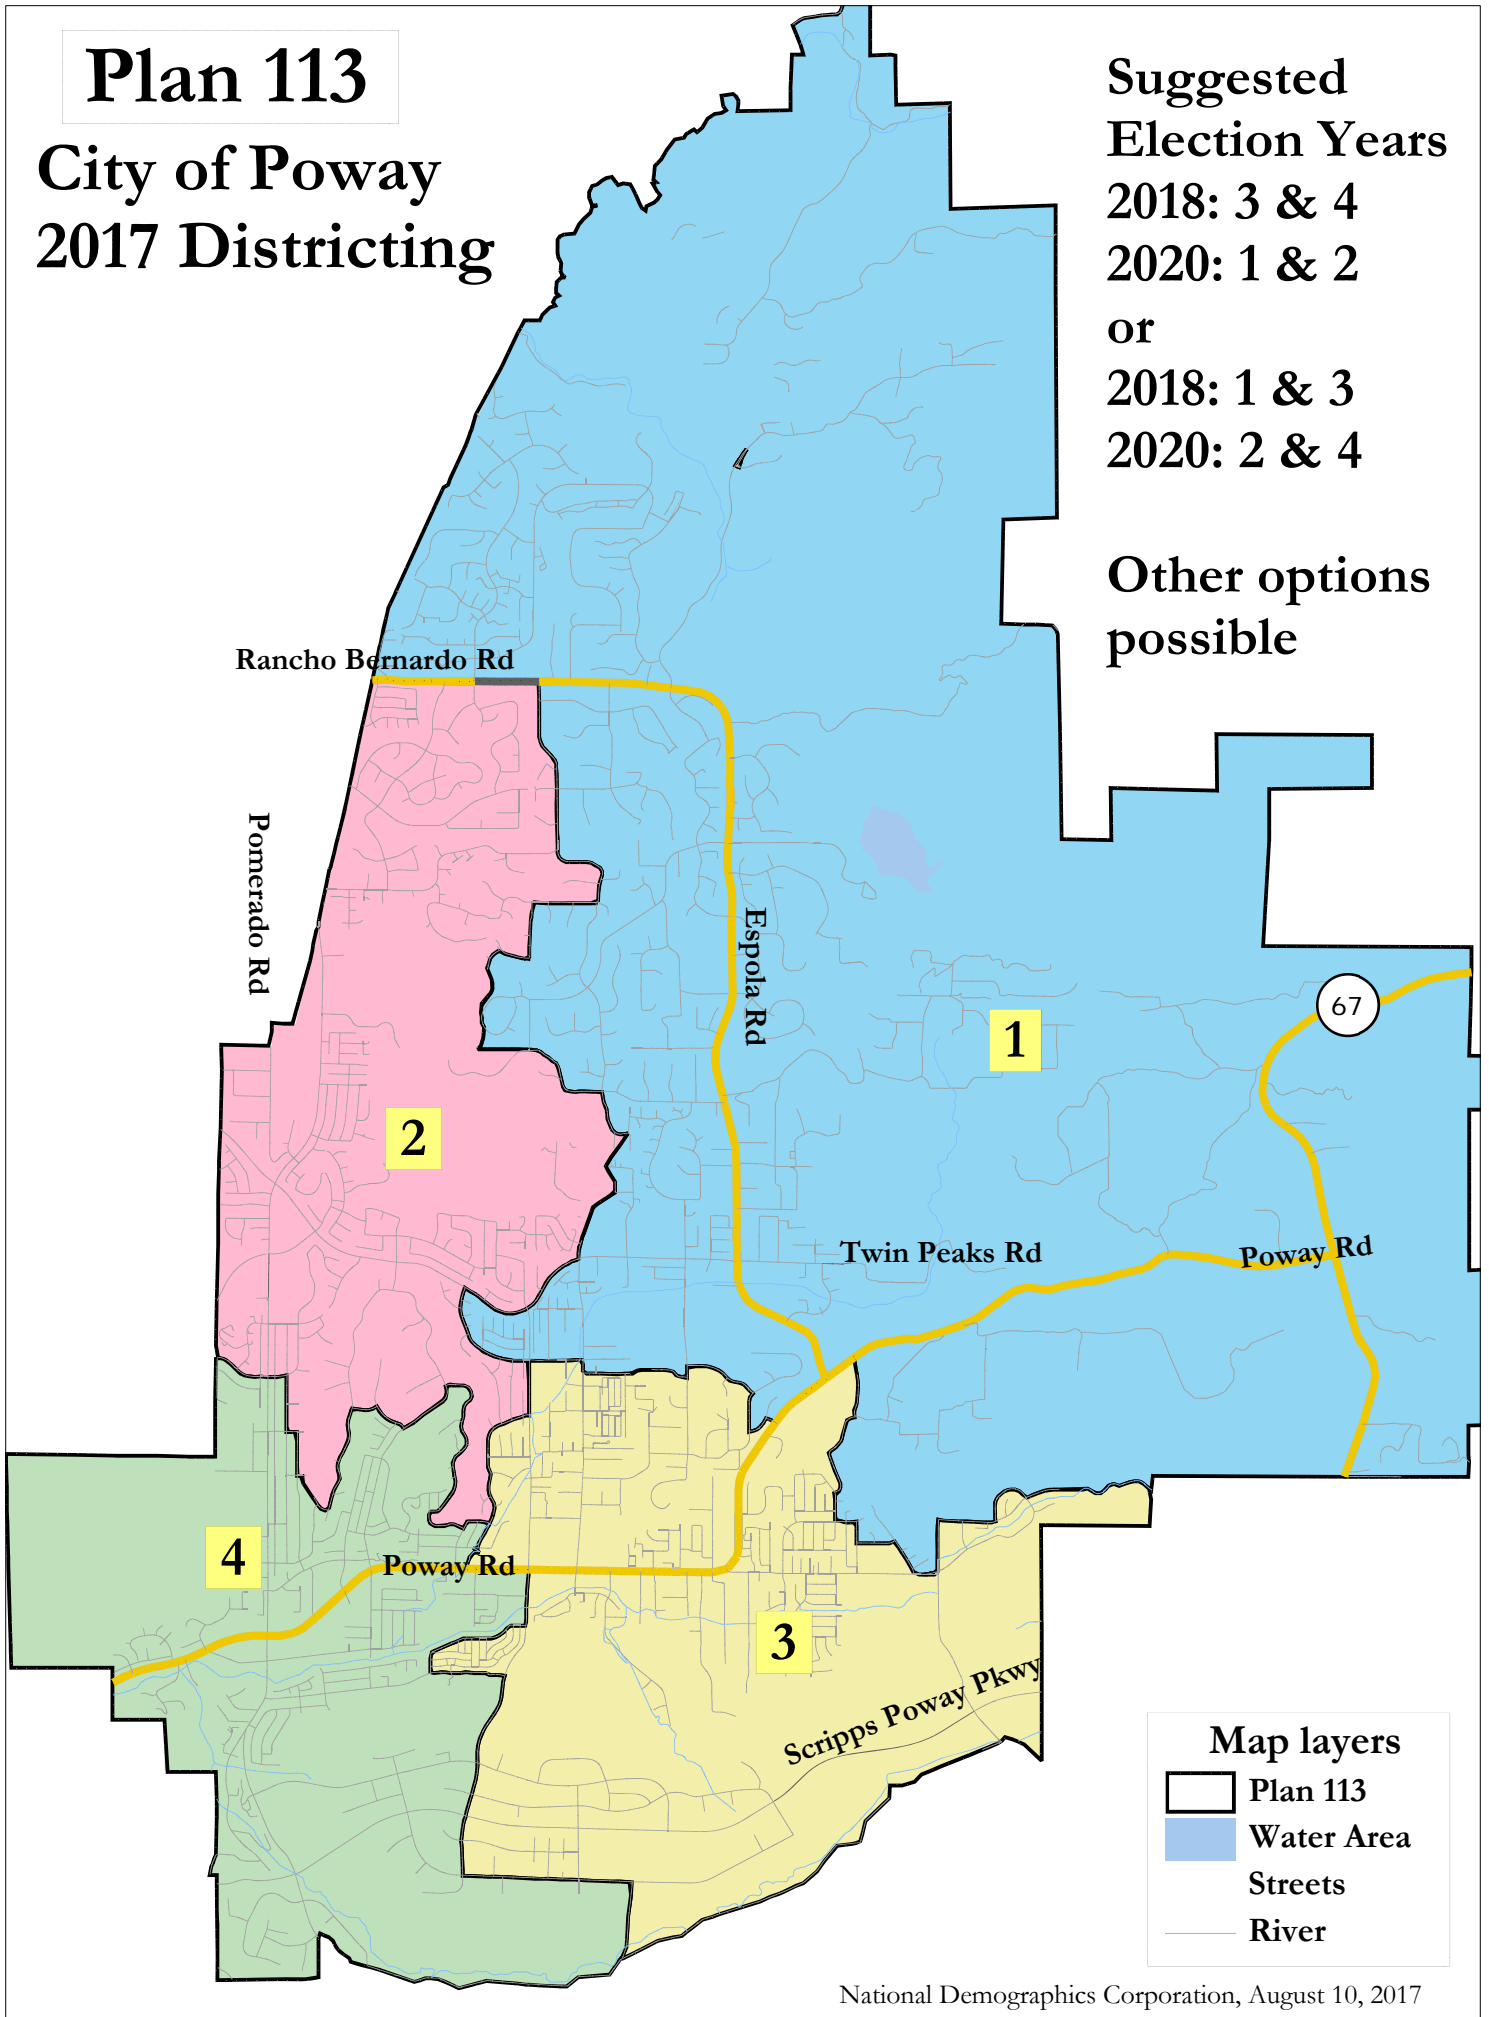 Plan 113
City of Poway
2017 Districting
Suggested
Election Years
2018: 3 & 4
2020: 1 & 2
or
2018: 1 & 3
2020: 2 & 4
Other options
possible
Rancho Bernardo Rd
Pomerado Rd
Espola Rd
67
1
2
Twin Peaks Rd
Poway Rd
4
Poway Rd
3
Scripps Poway Pkwy
Map layers
Plan 113
Water Area
Streets
River
National Demographics Corporation, August 10, 2017